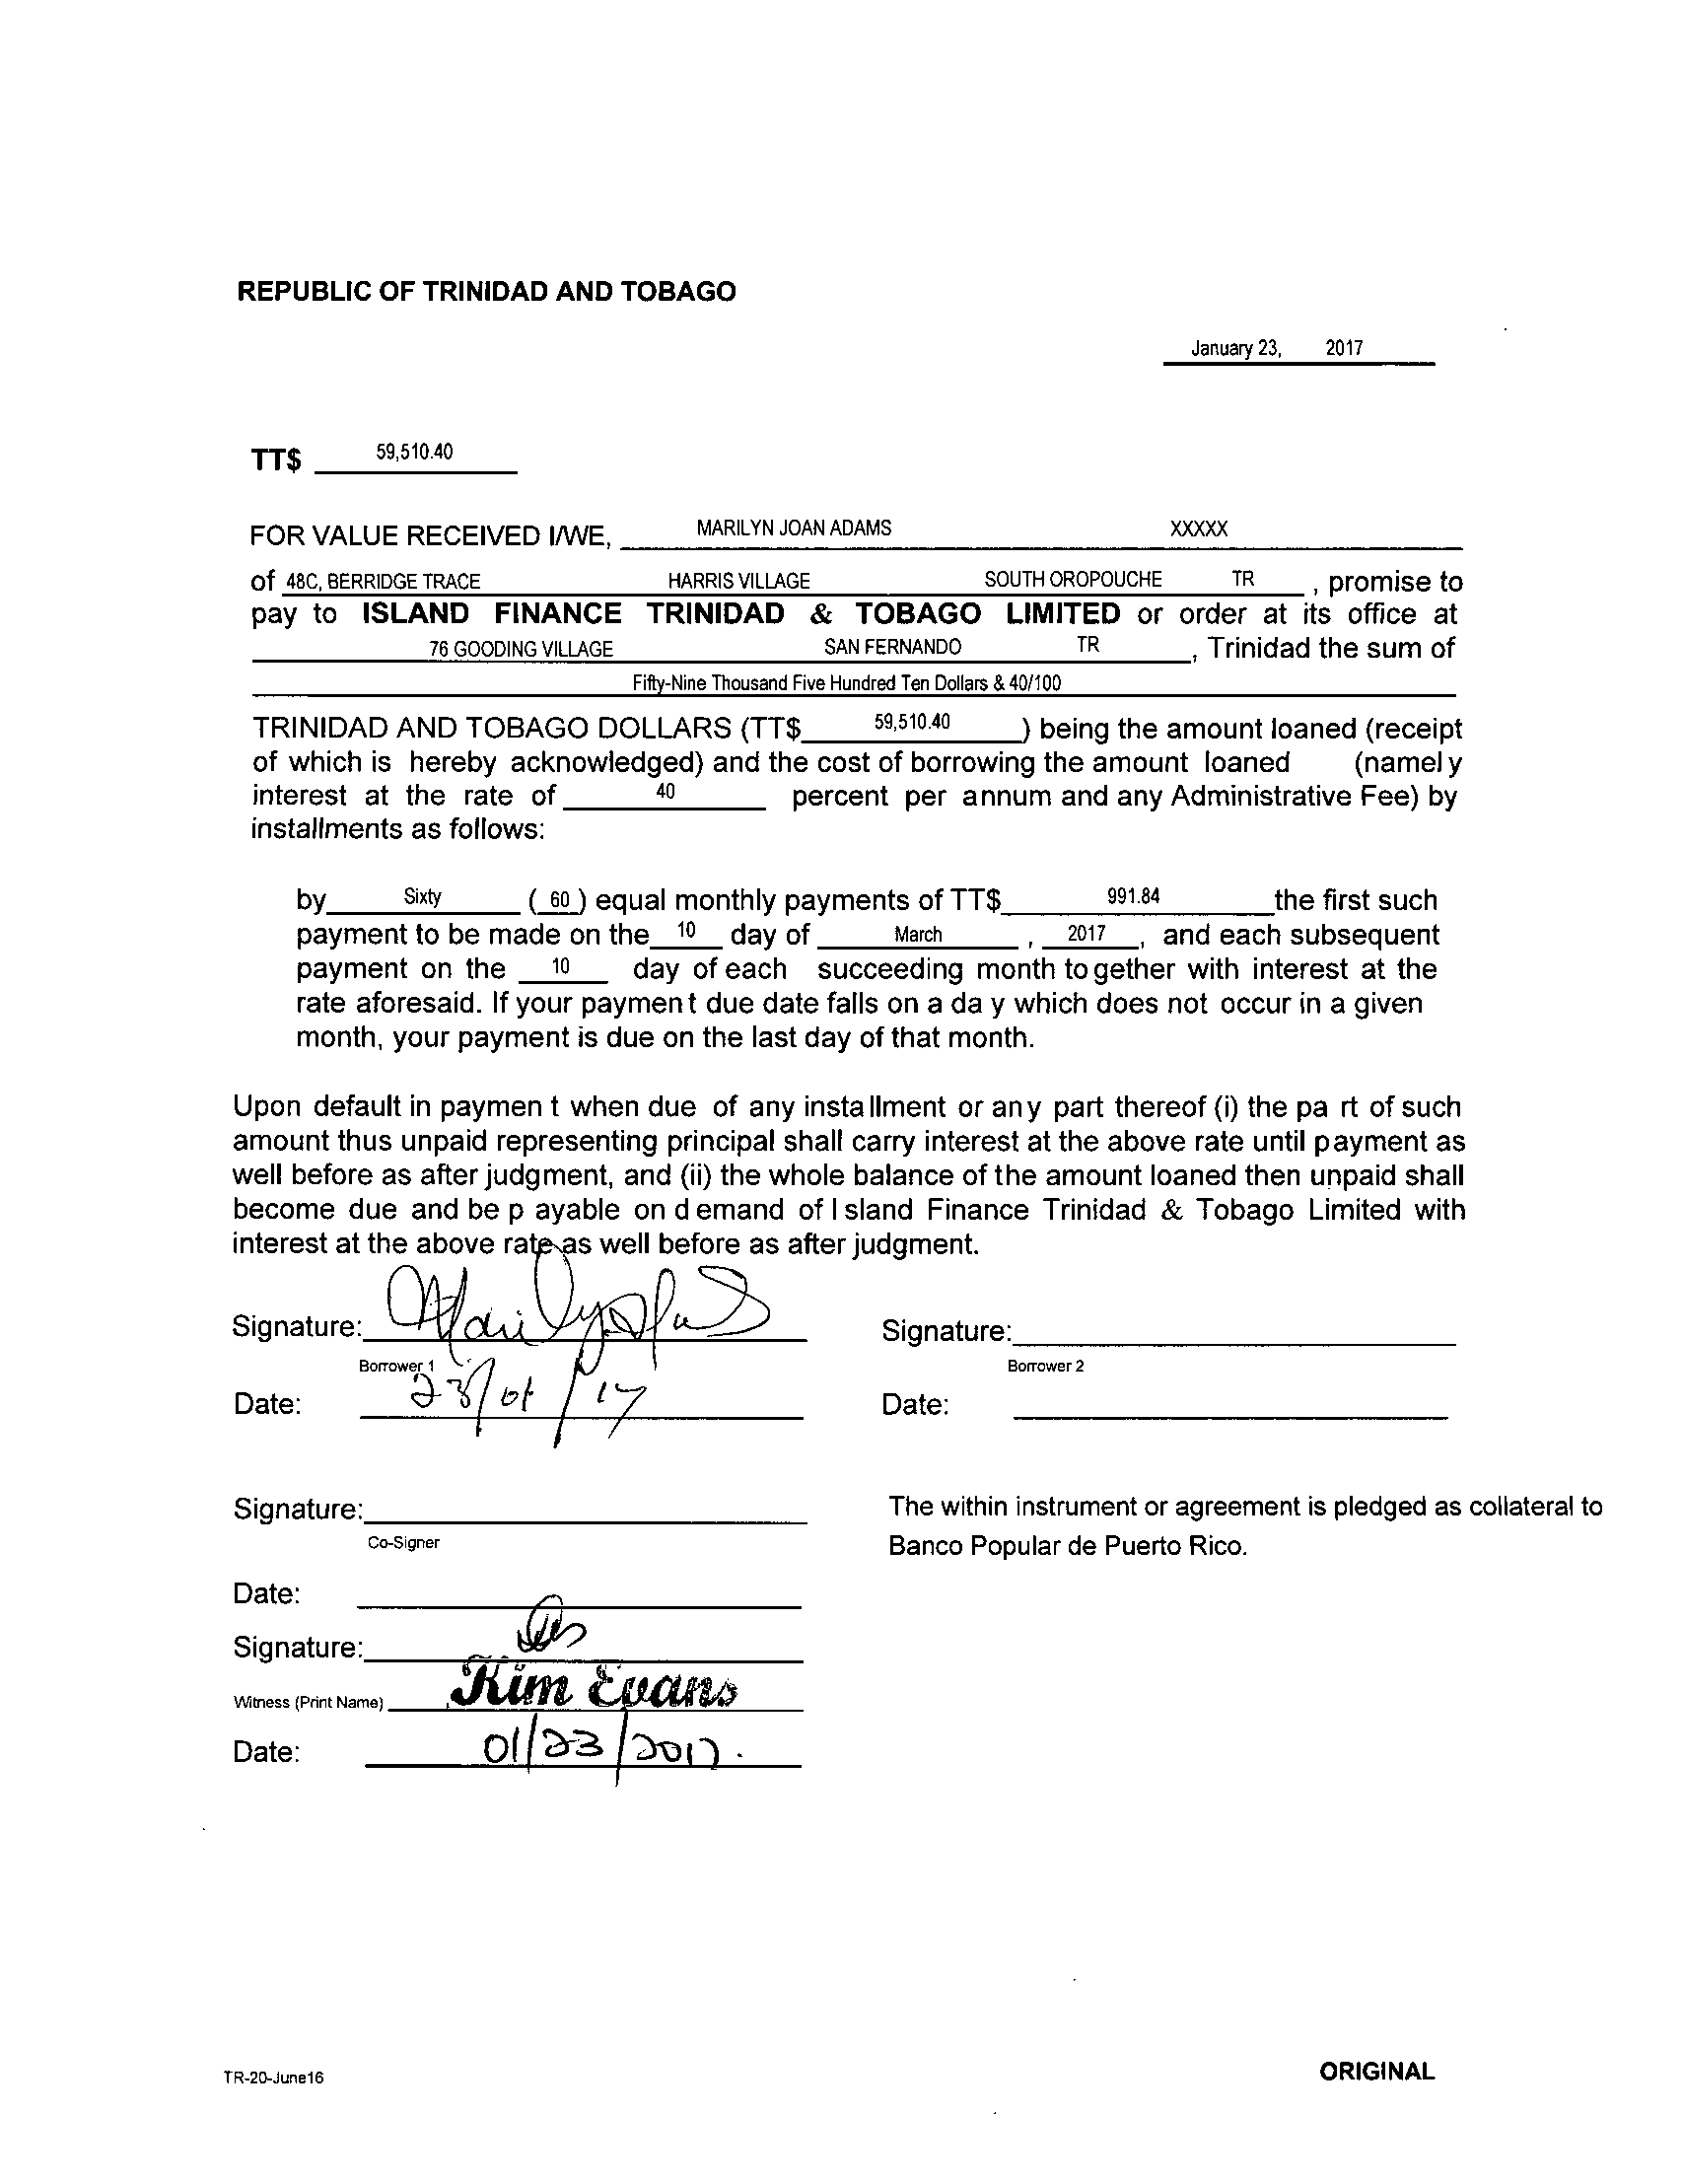 REPUBLIC OF TRINIDAD AND TOBAGO
January 23, 2017
TT$ 59,510.40
FOR VALUE RECEIVED I/WE, MARILYN JOAN ADAMS XXXXX
of 48C, BERRIDGE TRACE HARRIS VILLAGE SOUTH OROPOUCHE TR , promise to
pay to ISLAND FINANCE TRINIDAD & TOBAGO LIMITED or order at its office at
76 GOODING VILLAGE SAN FERNANDO TR , Trinidad the sum of
Fifty-Nine Thousand Five Hundred Ten Dollars & 40/100
TRINIDAD AND TOBAGO DOLLARS (TT$ 59,510.40 ) being the amount loaned (receipt
of which is hereby acknowledged) and the cost of borrowing the amount loaned (namely
interest at the rate of 40 percent per annum and any Administrative Fee) by
installments as follows:
by Sixty ( 60 ) equal monthly payments of TT$ 991.84 the first such
payment to be made on the 10 day of March , 2017 , and each subsequent
payment on the 10 day of each succeeding month together with interest at the
rate aforesaid. If your payment due date falls on a day which does not occur in a given
month, your payment is due on the last day of that month.
Upon default in payment when due of any installment or any part thereof (i) the part of such
amount thus unpaid representing principal shall carry interest at the above rate until payment as
well before as after judgment, and (ii) the whole balance of the amount loaned then unpaid shall
become due and be payable on demand of Island Finance Trinidad & Tobago Limited with
interest at the above rate as well before as after judgment.
Signature: Signature:
Borrower 1 Borrower 2
Date: 23/01/17 Date:
Signature: The within instrument or agreement is pledged as collateral to
Co-Signer Banco Popular de Puerto Rico.
Date:
Signature:
Witness (Print Name) Kim Evans
Date: 01/23/2017.
TR-20-June16 ORIGINAL